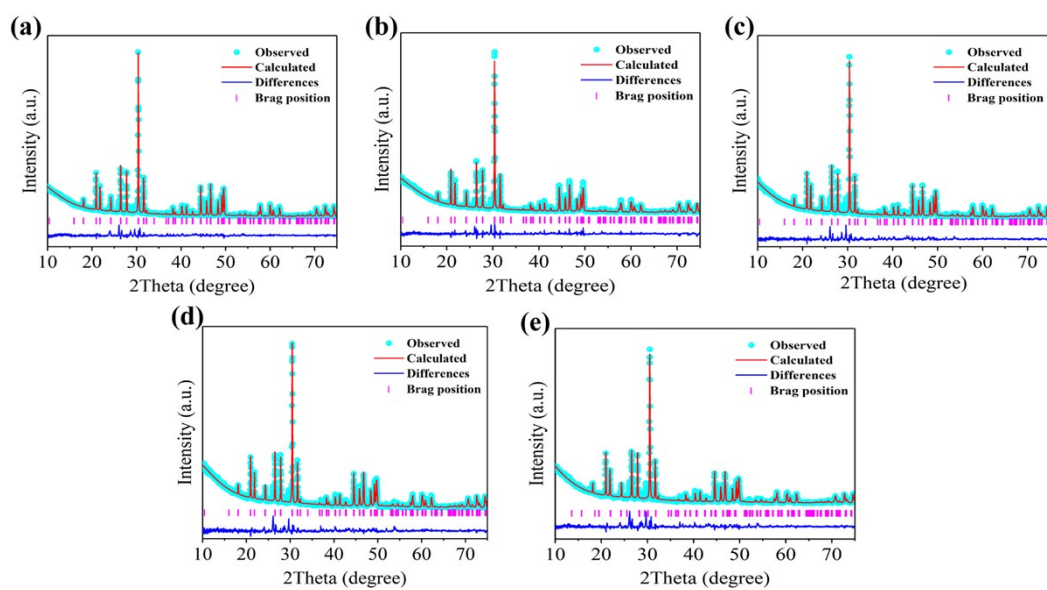 (a)
Observed
Calculated
Differences
Brag position
Intensity (a.u.)
10 20 30 40 50 60 70
2Theta (degree)
(b)
Observed
Calculated
Differences
Brag position
Intensity (a.u.)
10 20 30 40 50 60 70
2Theta (degree)
(c)
Observed
Calculated
Differences
Brag position
Intensity (a.u.)
10 20 30 40 50 60 70
2Theta (degree)
(d)
Observed
Calculated
Differences
Brag position
Intensity (a.u.)
10 20 30 40 50 60 70
2Theta (degree)
(e)
Observed
Calculated
Differences
Brag position
Intensity (a.u.)
10 20 30 40 50 60 70
2Theta (degree)